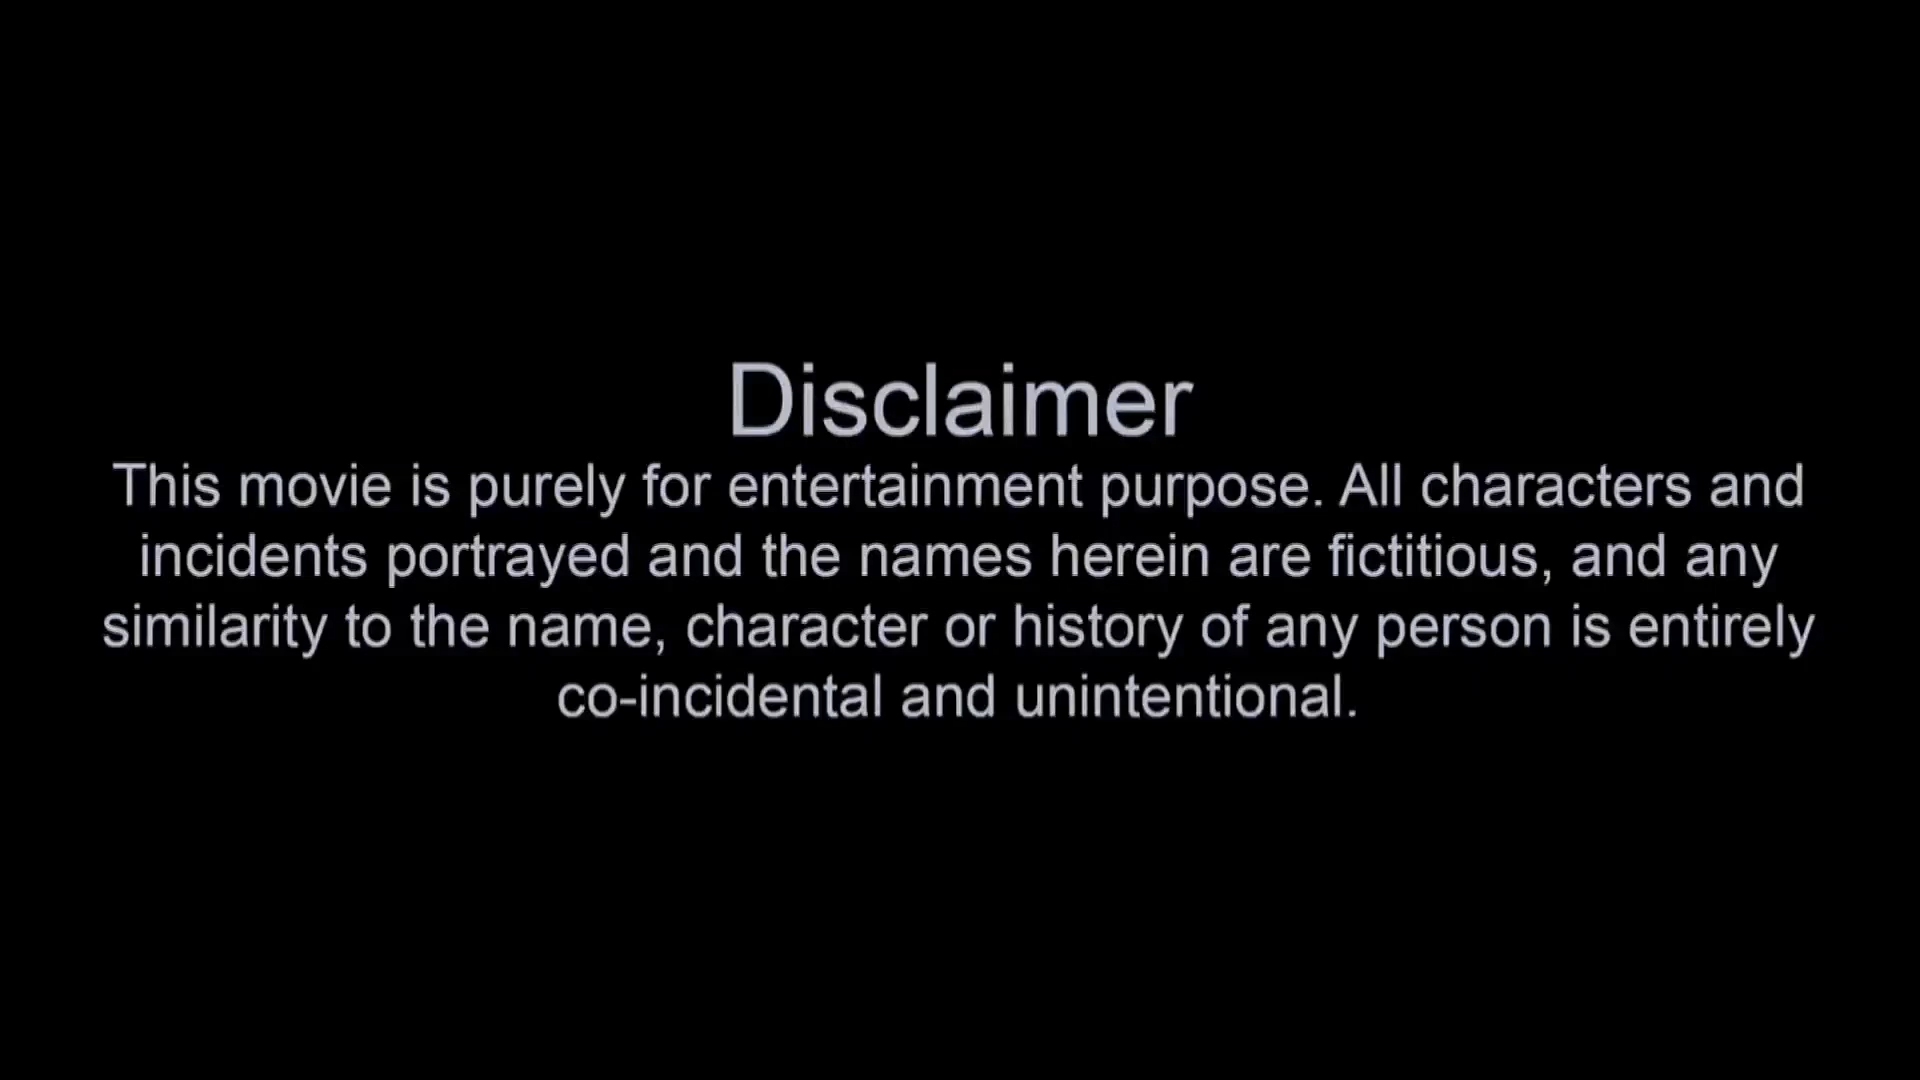 Disclaimer
This movie is purely for entertainment purpose. All characters and
incidents portrayed and the names herein are fictitious, and any
similarity to the name, character or history of any person is entirely
co-incidental and unintentional.